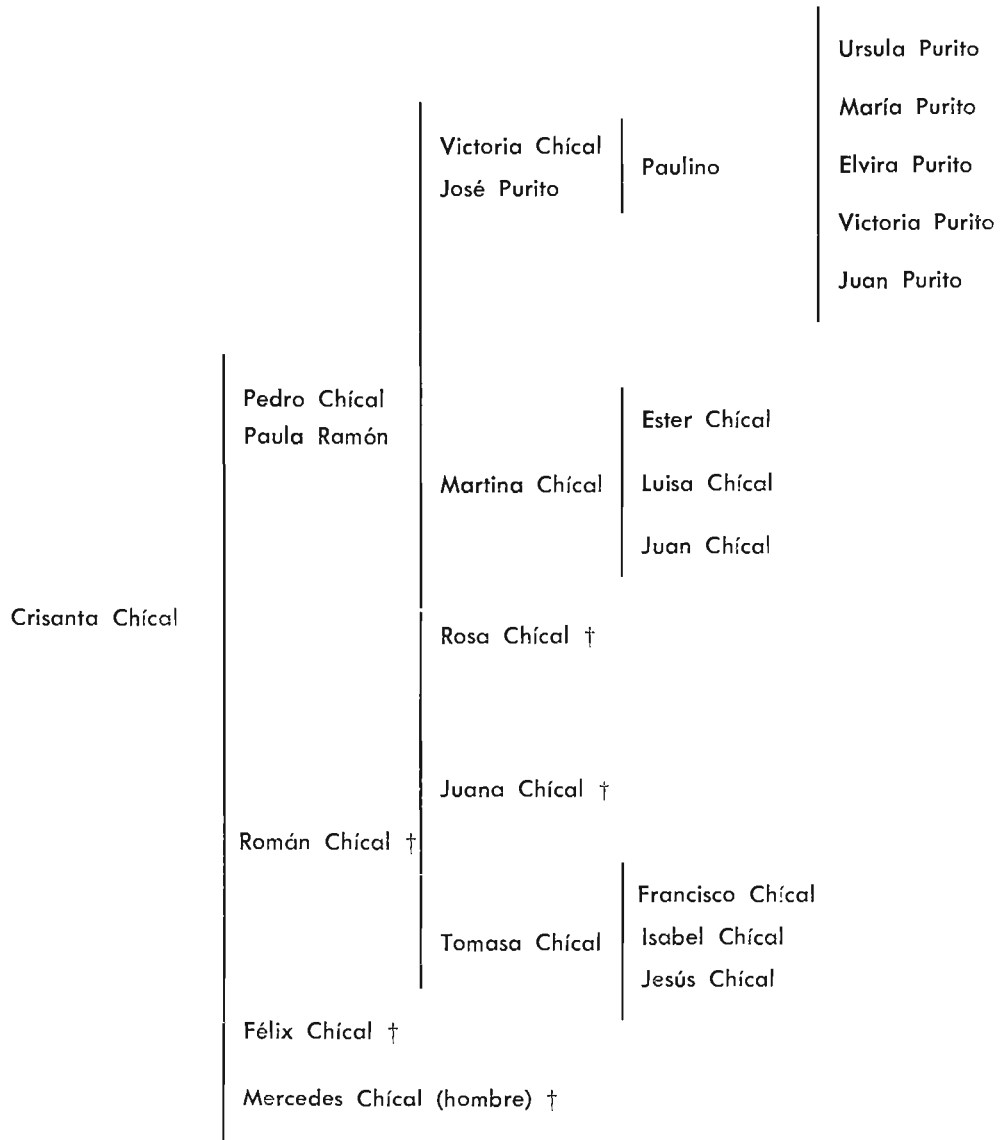 Ursula Purito
María Purito
Victoria Chícal
José Purito
Paulino
Elvira Purito
Victoria Purito
Juan Purito
Pedro Chícal
Paula Ramón
Ester Chícal
Martina Chícal
Luisa Chícal
Juan Chícal
Crisanta Chícal
Rosa Chícal †
Juana Chícal †
Román Chícal †
Francisco Chícal
Tomasa Chícal
Isabel Chícal
Jesús Chícal
Félix Chícal †
Mercedes Chícal (hombre) †